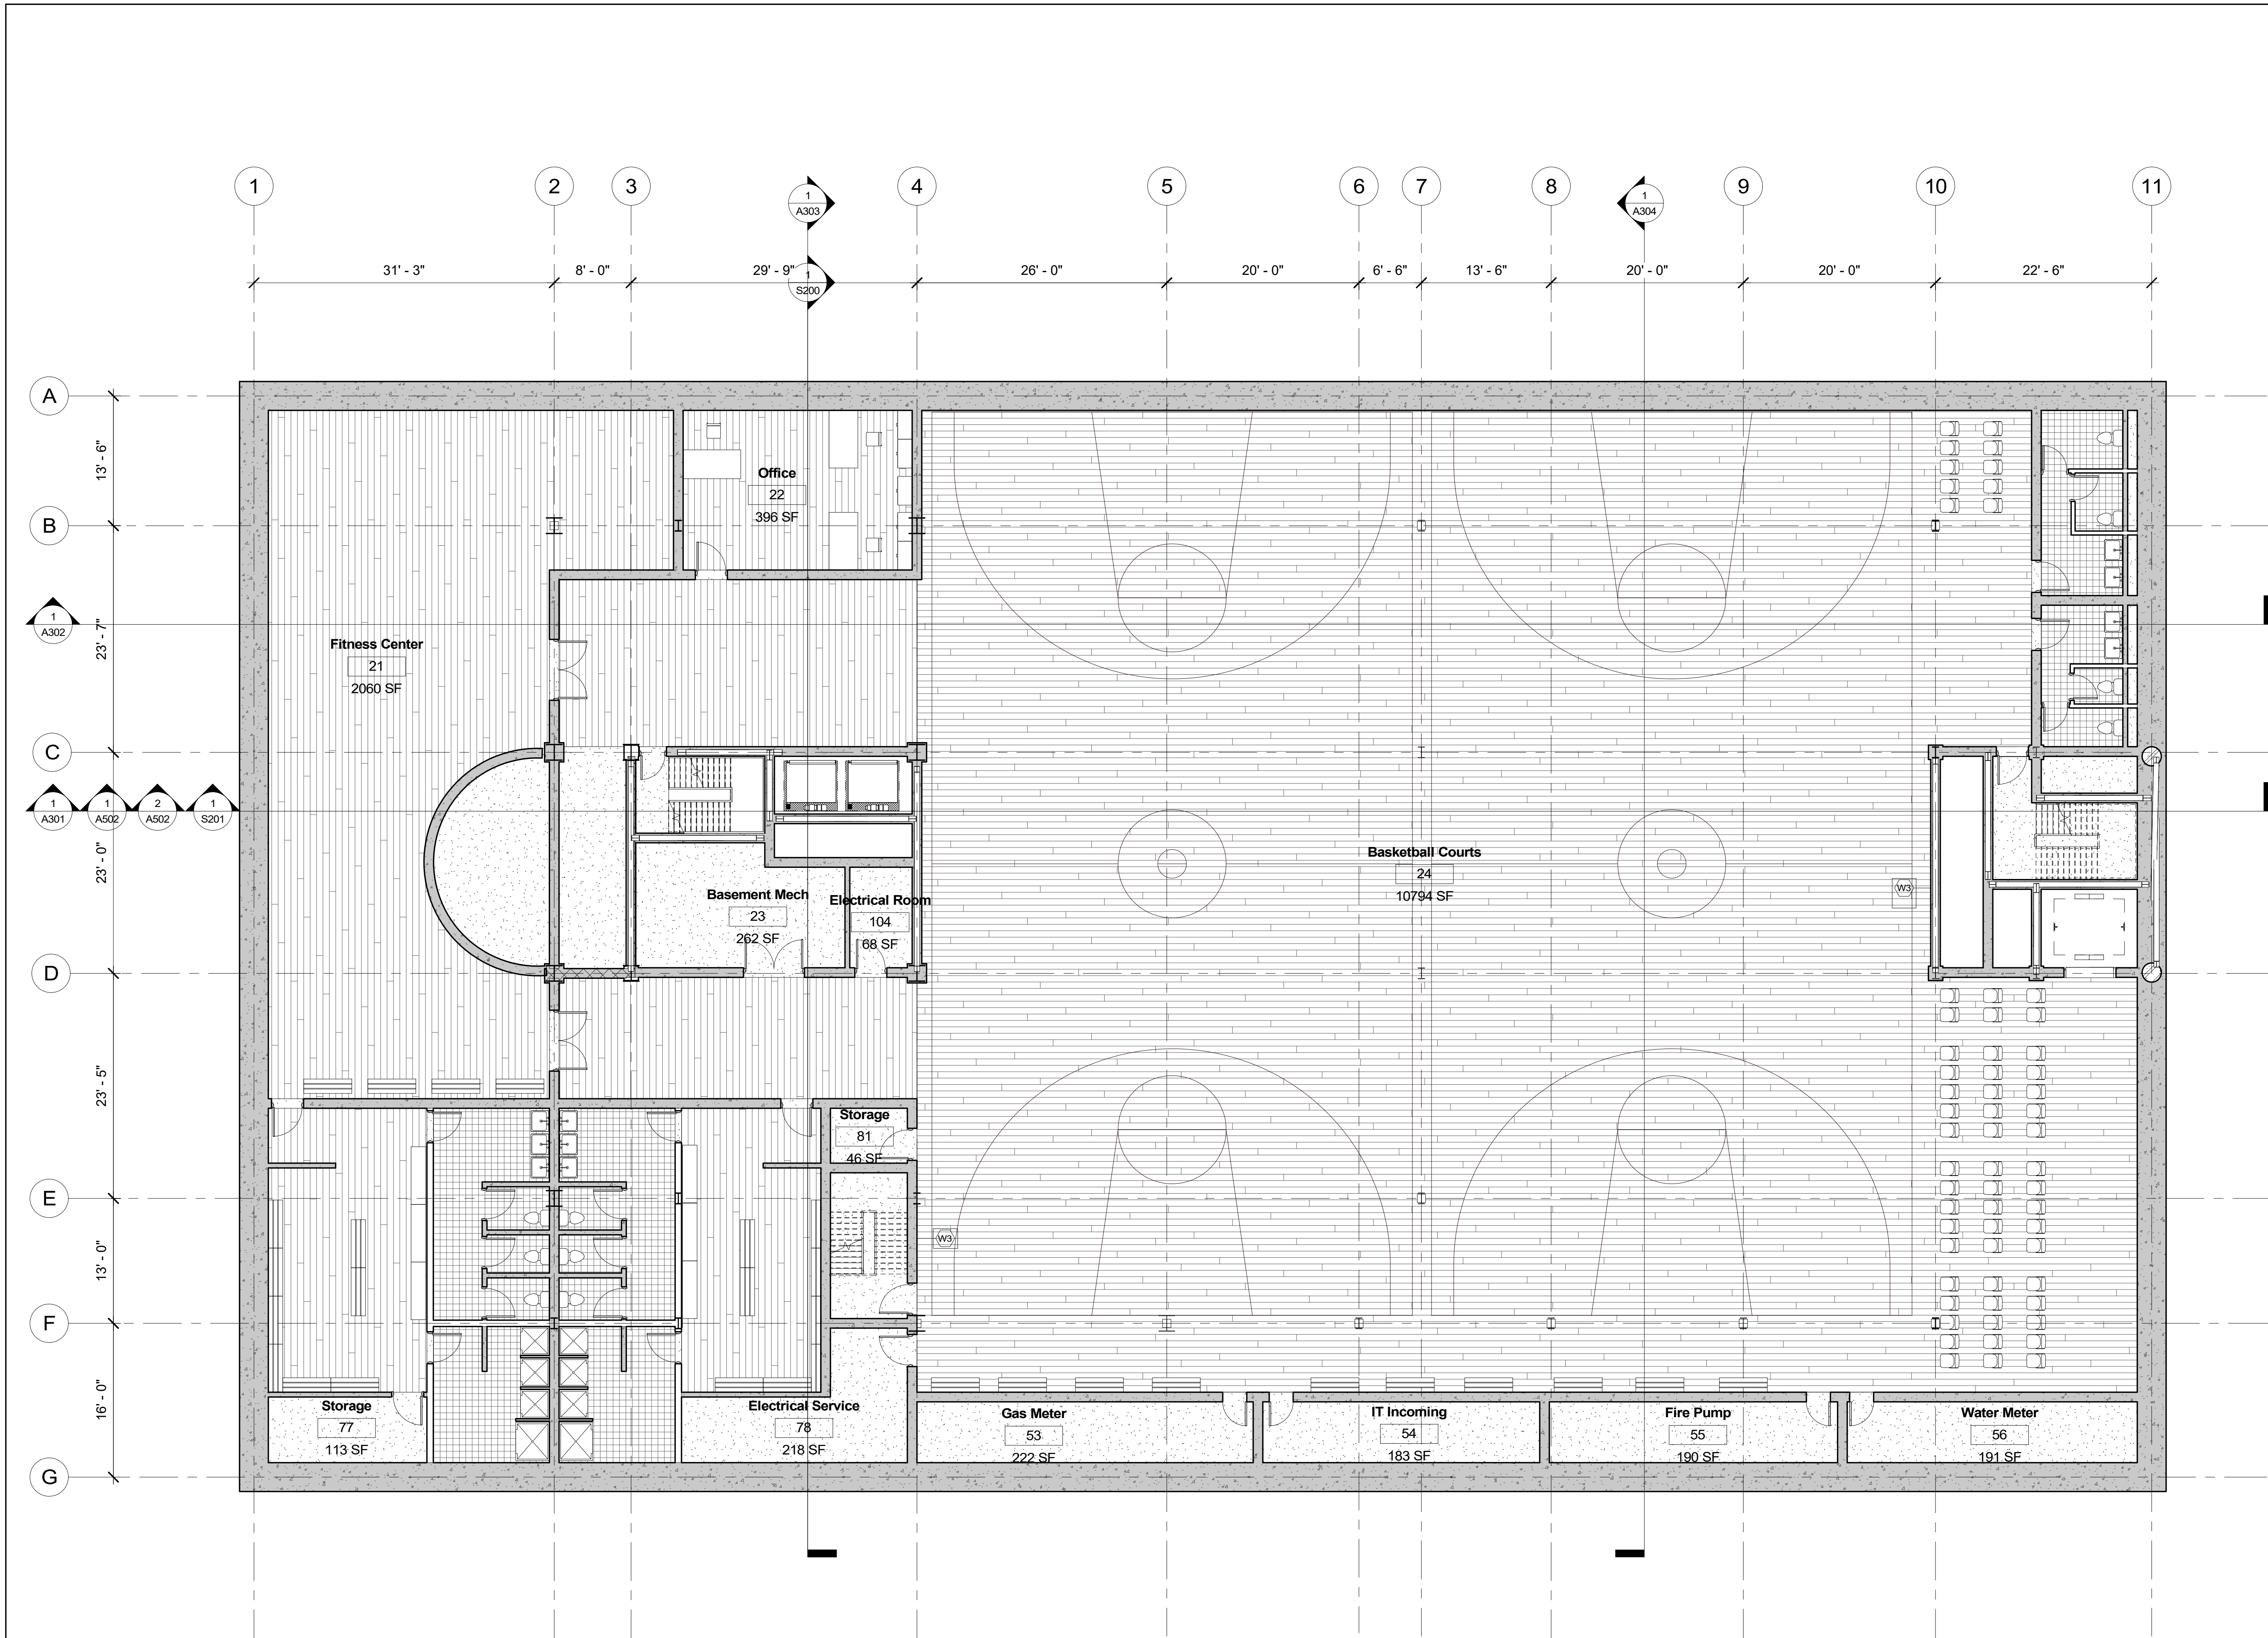 1
2
3
4
5
6
7
8
9
10
11
1
A303
1
A304
31' - 3"
8' - 0"
29' - 9"
26' - 0"
20' - 0"
6' - 6"
13' - 6"
20' - 0"
20' - 0"
22' - 6"
1
S200
A
13' - 6"
B
Office
22
396 SF
1
A302
23' - 7"
Fitness Center
21
2060 SF
C
1
A301
1
A502
2
A502
1
S201
23' - 0"
Basement Mech
23
262 SF
Electrical Room
104
68 SF
Basketball Courts
24
10794 SF
W3
D
23' - 5"
Storage
81
46 SF
E
W3
13' - 0"
F
16' - 0"
Storage
77
113 SF
Electrical Service
78
218 SF
Gas Meter
53
222 SF
IT Incoming
54
183 SF
Fire Pump
55
190 SF
Water Meter
56
191 SF
G